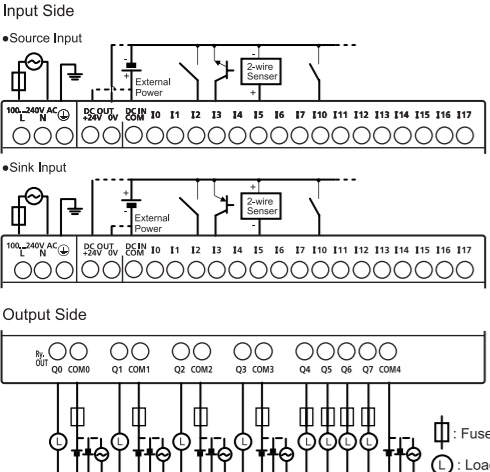 Input Side
●Source Input
External
Power
-
+
-
2-wire
Senser
+
100...240V AC
L N
DC OUT
+24V 0V
DC IN
COM
I0 I1 I2 I3 I4 I5 I6 I7 I10 I11 I12 I13 I14 I15 I16 I17
●Sink Input
+
-
External
Power
+
2-wire
Senser
-
100...240V AC
L N
DC OUT
+24V 0V
DC IN
COM
I0 I1 I2 I3 I4 I5 I6 I7 I10 I11 I12 I13 I14 I15 I16 I17
Output Side
Ry.
OUT
Q0 COM0 Q1 COM1 Q2 COM2 Q3 COM3 Q4 Q5 Q6 Q7 COM4
L L L L L L L L
: Fuse
L : Loa